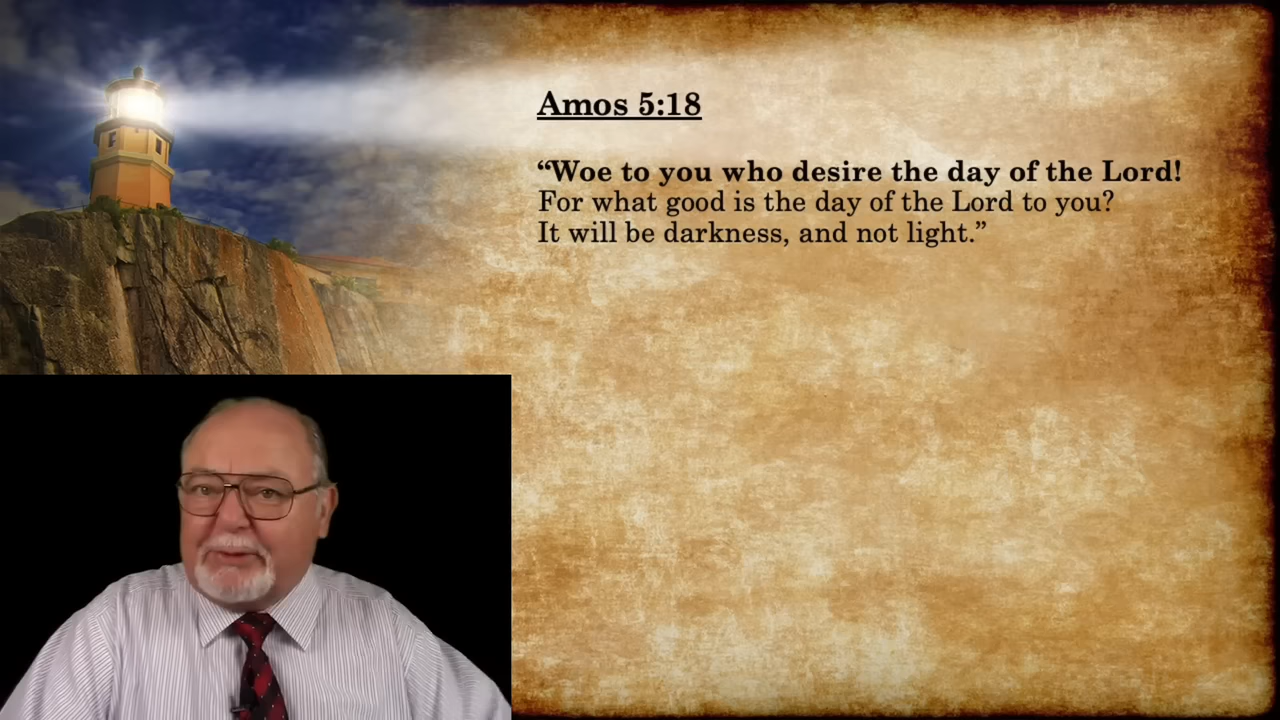 Amos 5:18
“Woe to you who desire the day of the Lord!
For what good is the day of the Lord to you?
It will be darkness, and not light.”